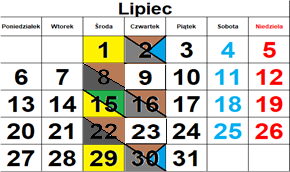 Lipiec
Poniedziałek Wtorek Środa Czwartek Piątek Sobota Niedziela
1 2 3 4 5
6 7 8 9 10 11 12
13 14 15 16 17 18 19
20 21 22 23 24 25 26
27 28 29 30 31